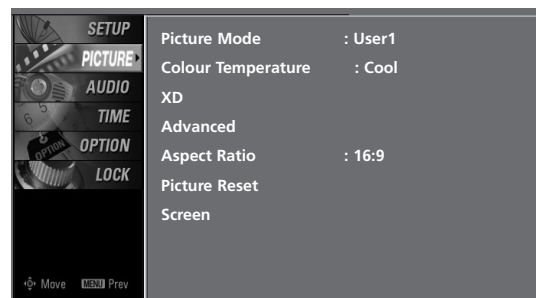 SETUP
PICTURE
AUDIO
TIME
OPTION
LOCK
Move MENU Prev
Picture Mode : User1
Colour Temperature : Cool
XD
Advanced
Aspect Ratio : 16:9
Picture Reset
Screen